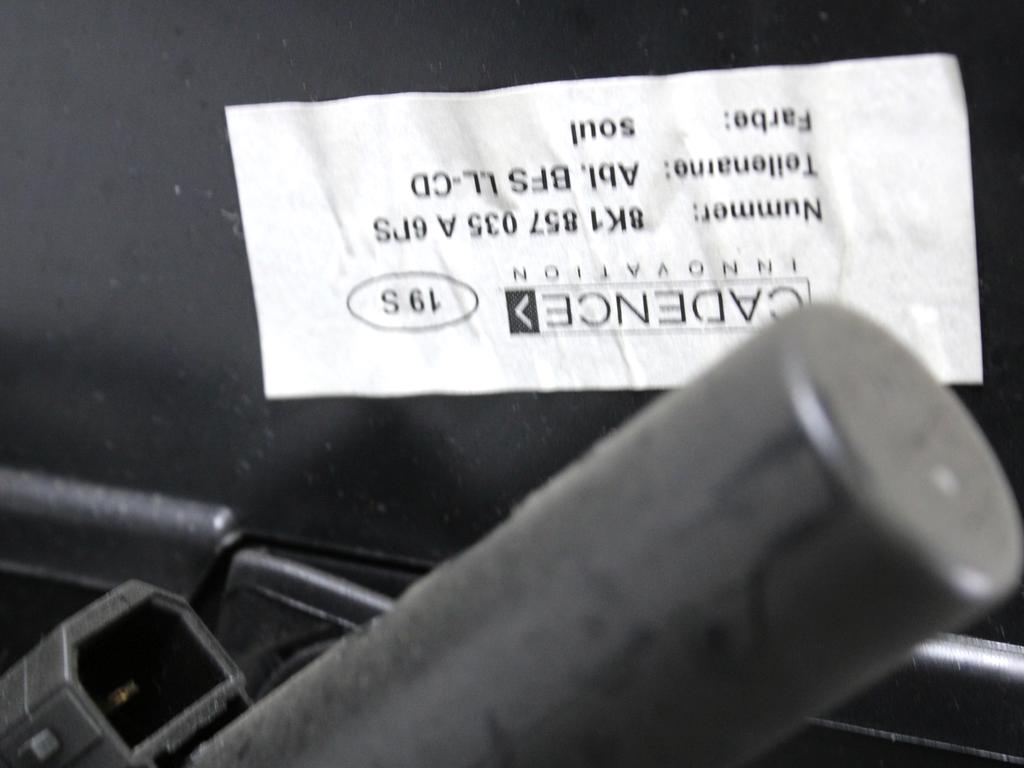 CADENCE
INNOVATION
19 S
Nummer: 8K1 857 035 A 6PS
Teilename: Abl. BFS LL-CD
Farbe: soul